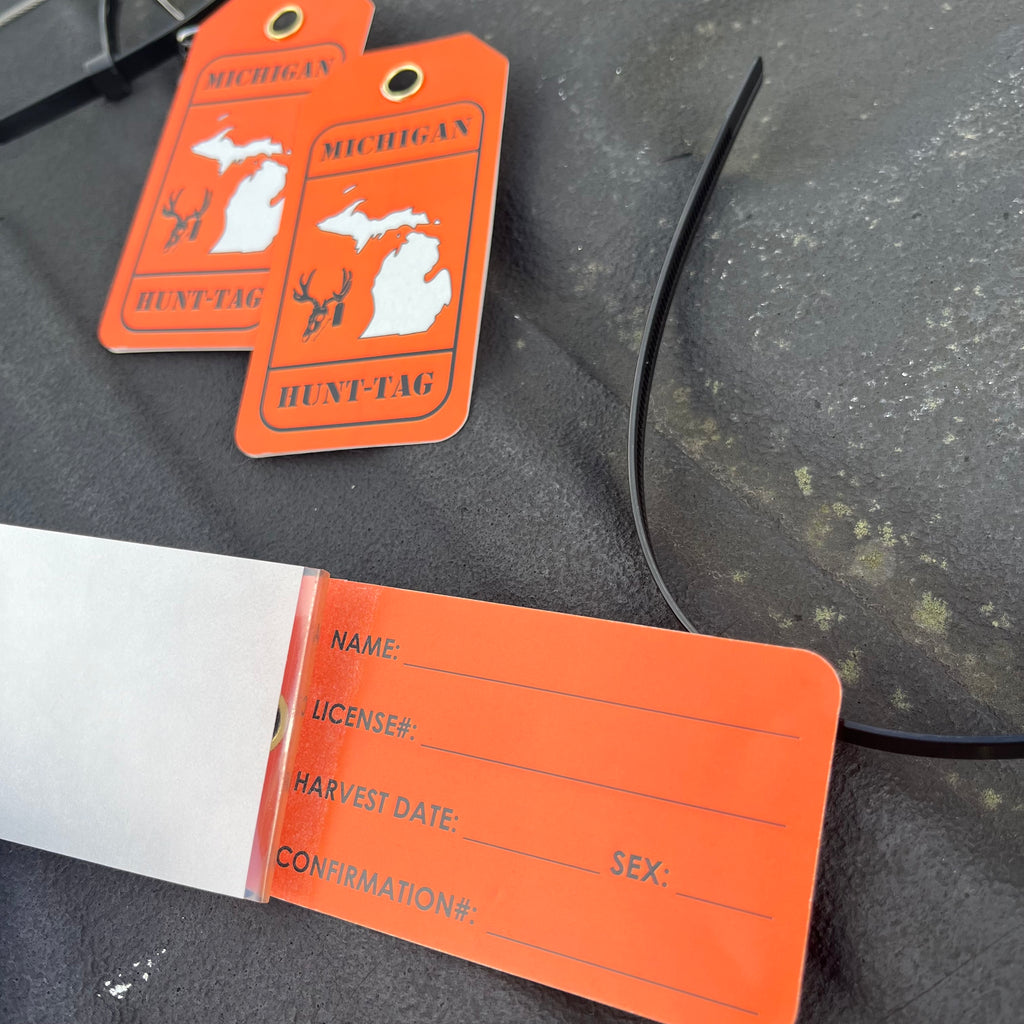 MICHIGAN
HUNT-TAG
MICHIGAN
HUNT-TAG
NAME:
LICENSE#:
HARVEST DATE:
SEX:
CONFIRMATION#: